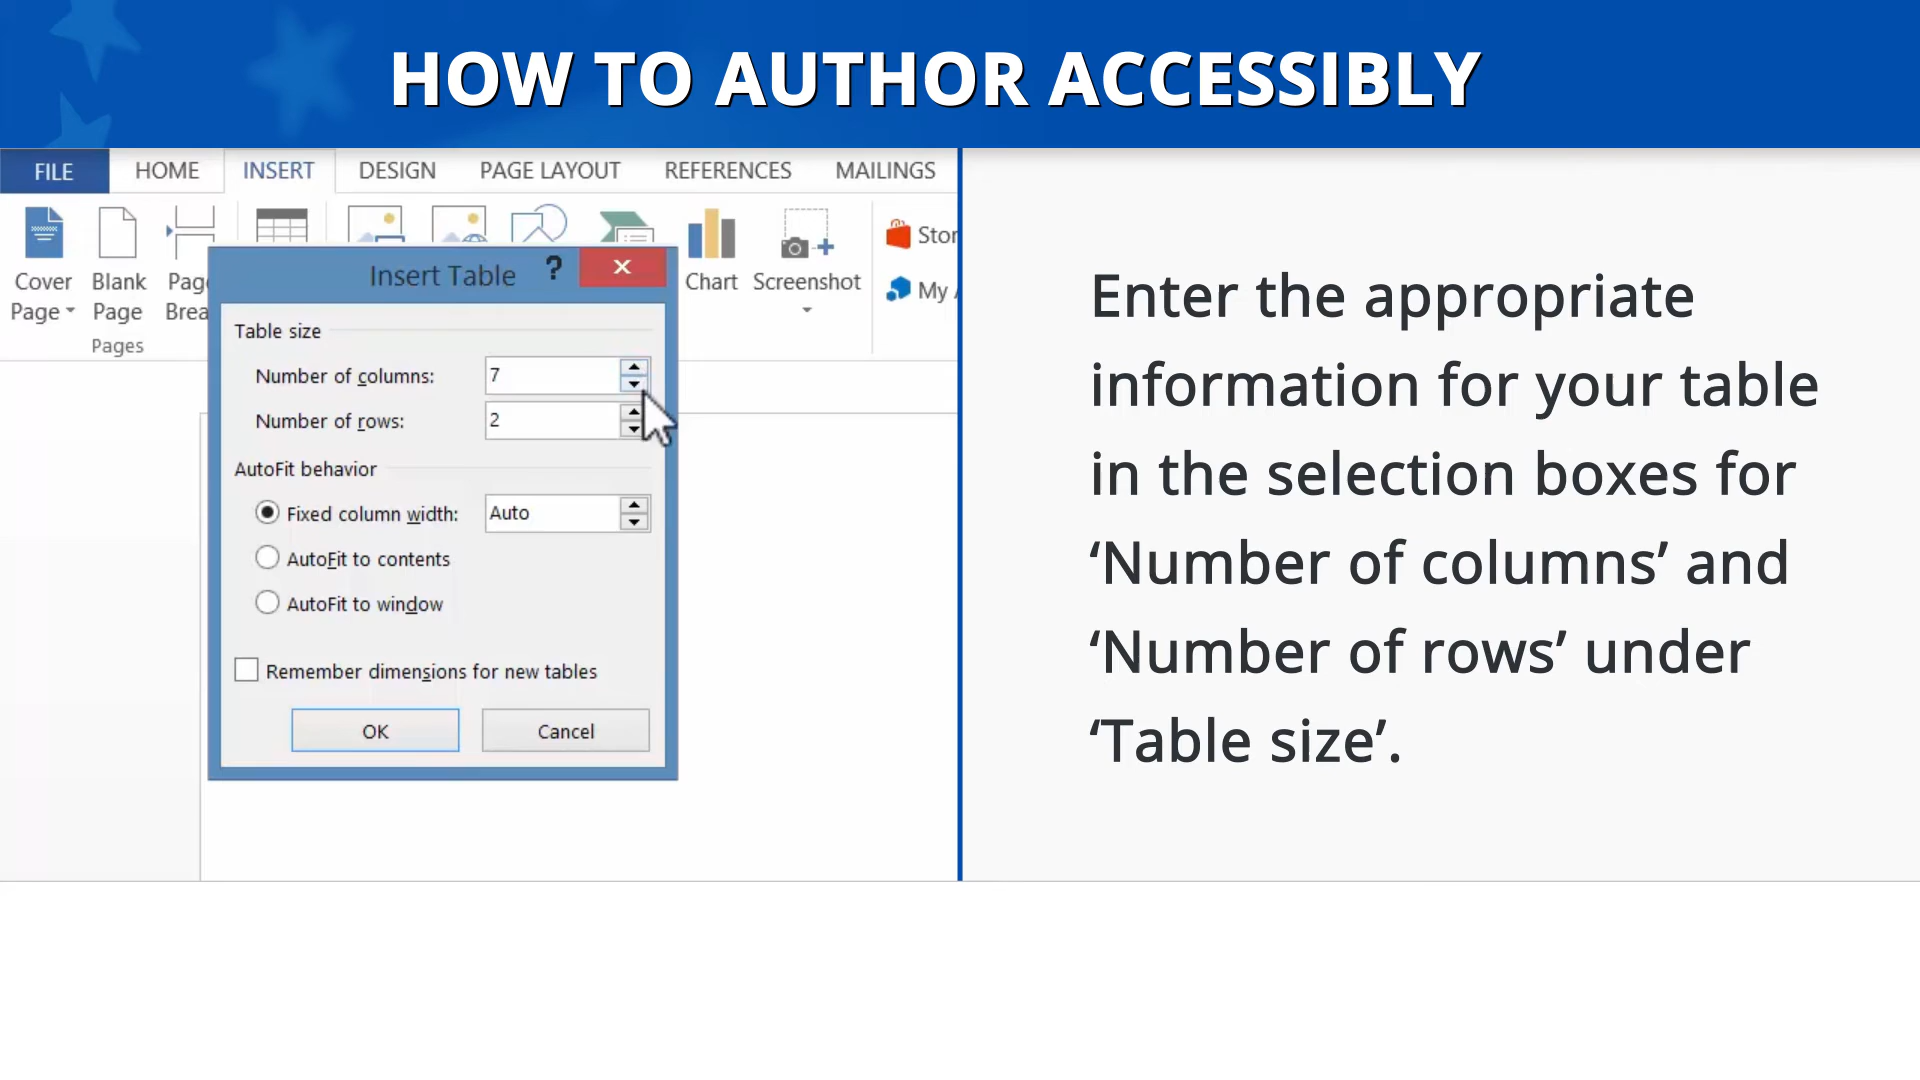 HOW TO AUTHOR ACCESSIBLY
FILE HOME INSERT DESIGN PAGE LAYOUT REFERENCES MAILINGS
Cover Page
Blank Page
Chart
Screenshot
My
Pages
Insert Table ?
Table size
Number of columns: 7
Number of rows: 2
AutoFit behavior
Fixed column width: Auto
AutoFit to contents
AutoFit to window
Remember dimensions for new tables
OK Cancel
Enter the appropriate
information for your table
in the selection boxes for
‘Number of columns’ and
‘Number of rows’ under
‘Table size’.